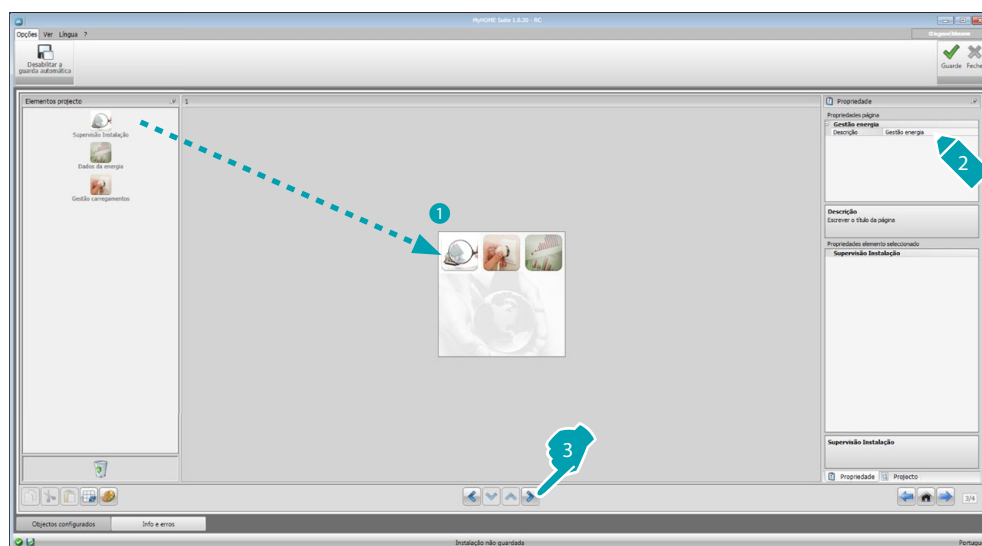 MyHOME Suite 1.0.20 - RC
Opções Ver Língua ?
Desabilitar a
guarda automática
Guarde Feche
Elementos projecto
1
Propriedade
Supervisão Instalação
Dados da energia
Gestão carregamentos
Propriedades página
Gestão energia
Descrição Gestão energia
2
Descrição
Escrever o título da página
1
Propriedades elemento seleccionado
Supervisão Instalação
3
Supervisão Instalação
Propriedade Projecto
3/4
Objectos configurados Info e erros
Instalação não guardada
Portugu